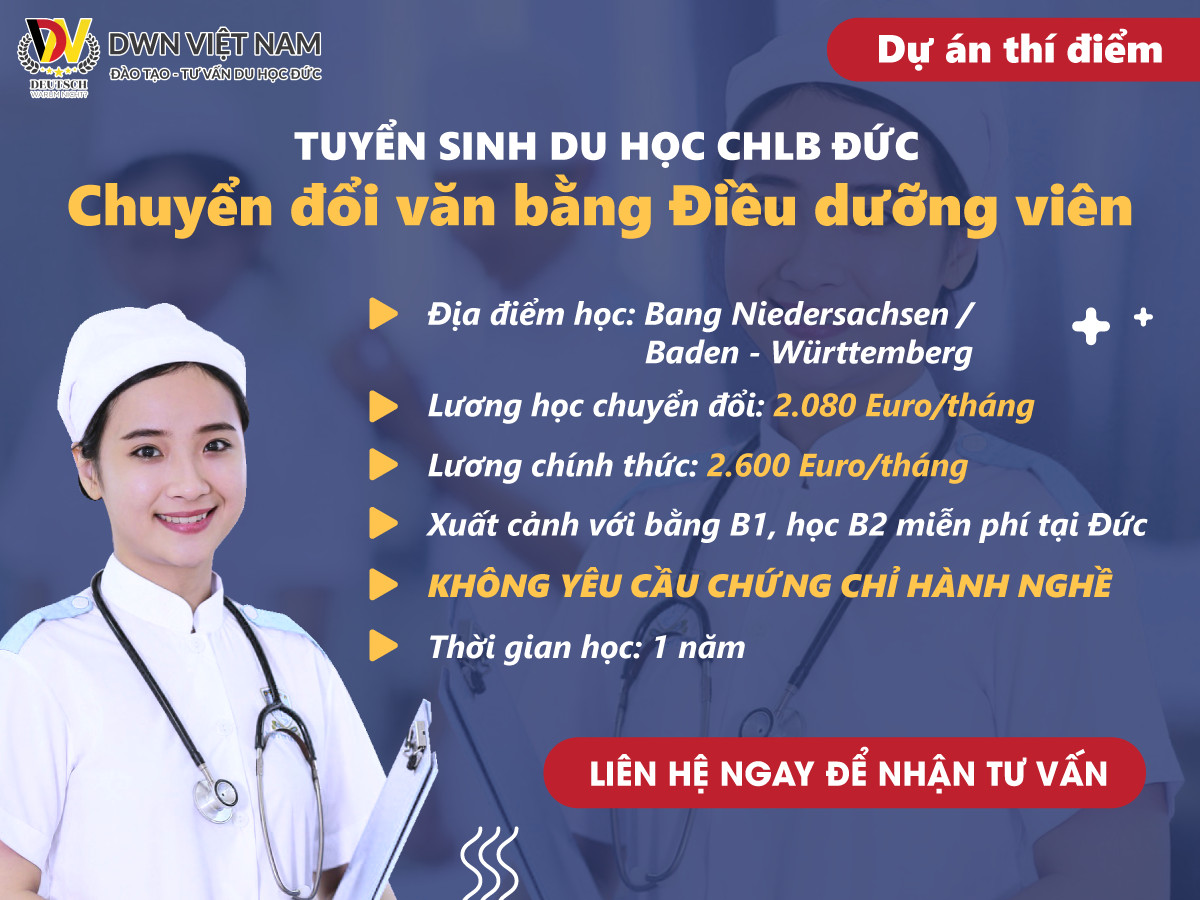 DWN VIỆT NAM
ĐÀO TẠO - TƯ VẤN DU HỌC ĐỨC
DV
DEUTSCH
WARUM NICHT?
Dự án thí điểm
TUYỂN SINH DU HỌC CHLB ĐỨC
Chuyển đổi văn bằng Điều dưỡng viên
Địa điểm học: Bang Niedersachsen /
Baden - Württemberg
Lương học chuyển đổi: 2.080 Euro/tháng
Lương chính thức: 2.600 Euro/tháng
Xuất cảnh với bằng B1, học B2 miễn phí tại Đức
KHÔNG YÊU CẦU CHỨNG CHỈ HÀNH NGHỀ
Thời gian học: 1 năm
LIÊN HỆ NGAY ĐỂ NHẬN TƯ VẤN